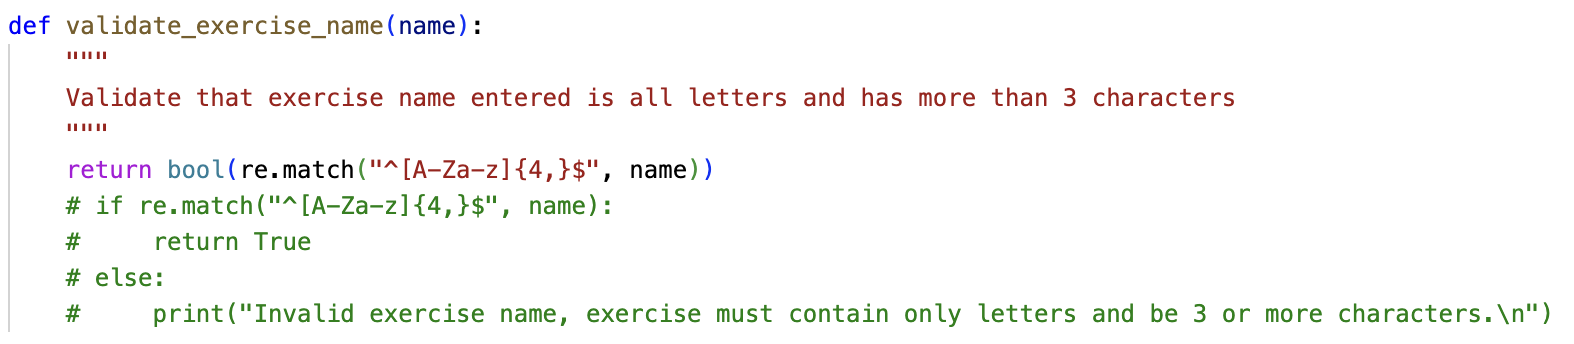 def validate_exercise_name(name):
    """
    Validate that exercise name entered is all letters and has more than 3 characters
    """
    return bool(re.match("^[A-Za-z]{4,}$", name))
    # if re.match("^[A-Za-z]{4,}$", name):
    #     return True
    # else:
    #     print("Invalid exercise name, exercise must contain only letters and be 3 or more characters.\n")